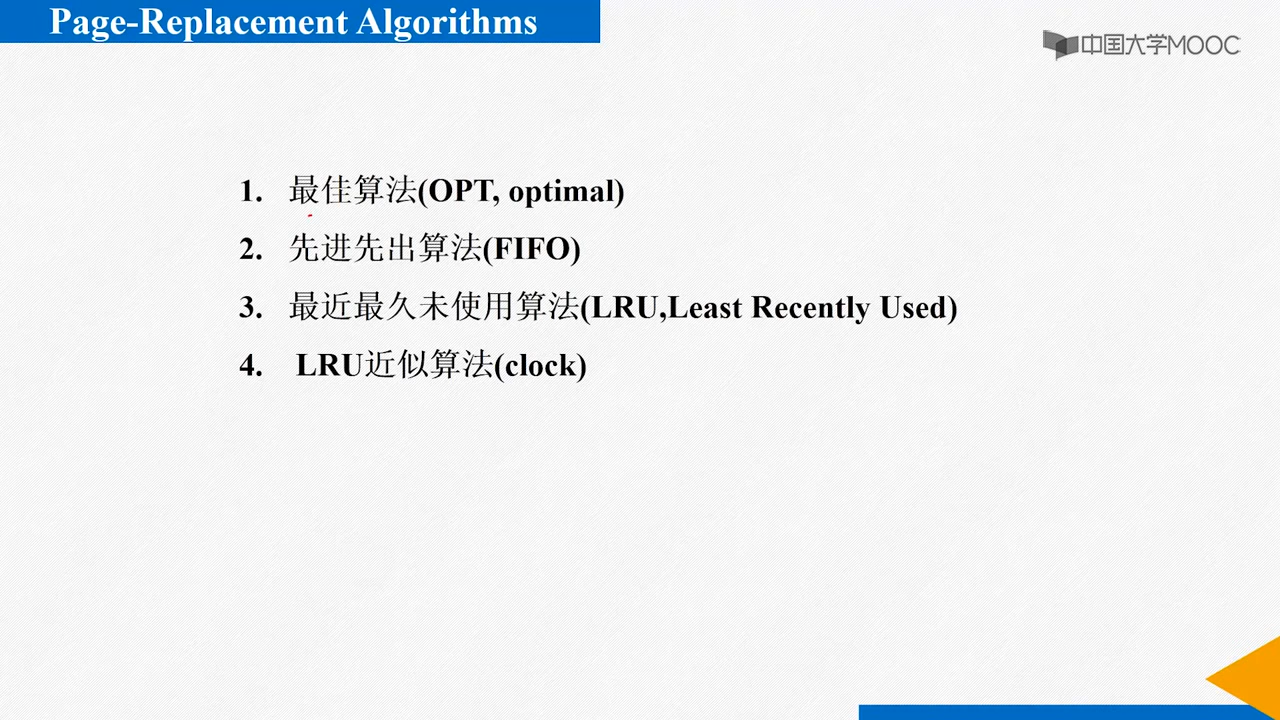 Page-Replacement Algorithms
中国大学MOOC
1. 最佳算法(OPT, optimal)
2. 先进先出算法(FIFO)
3. 最近最久未使用算法(LRU,Least Recently Used)
4. LRU近似算法(clock)